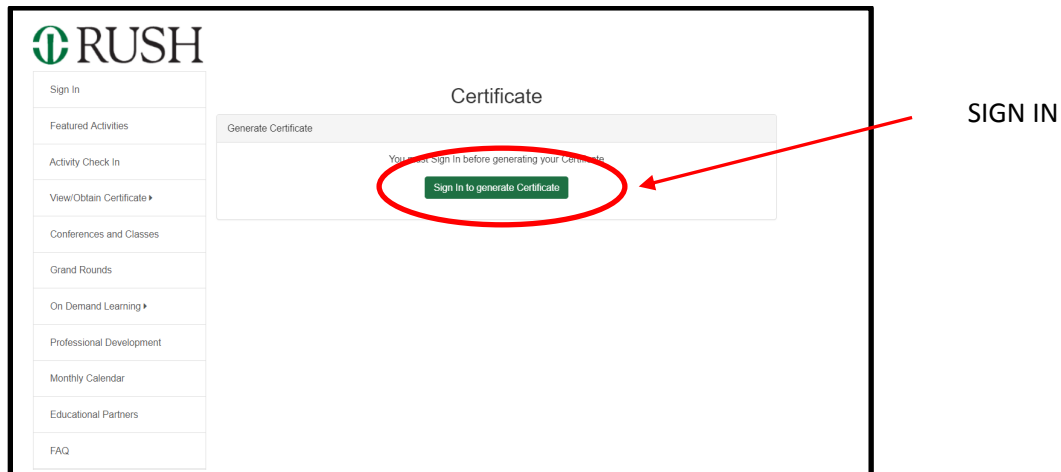 RUSH
Sign In
Featured Activities
Activity Check In
View/Obtain Certificate
Conferences and Classes
Grand Rounds
On Demand Learning
Professional Development
Monthly Calendar
Educational Partners
FAQ
Certificate
Generate Certificate
You must Sign In before generating your Certificate
Sign In to generate Certificate
SIGN IN